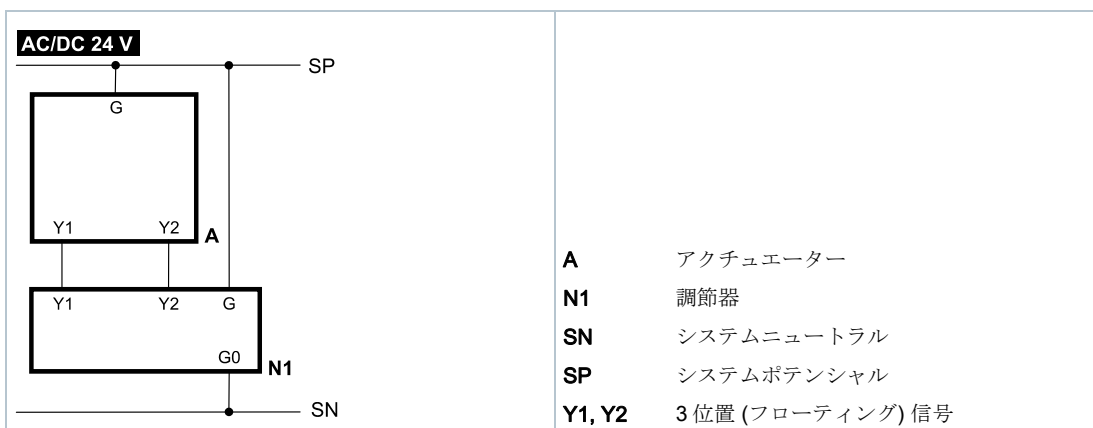 AC/DC 24 V
SP
G
Y1 Y2 A
Y1 Y2 G
G0
N1
SN
A アクチュエーター
N1 調節器
SN システムニュートラル
SP システムポテンシャル
Y1, Y2 3 位置 (フローティング) 信号